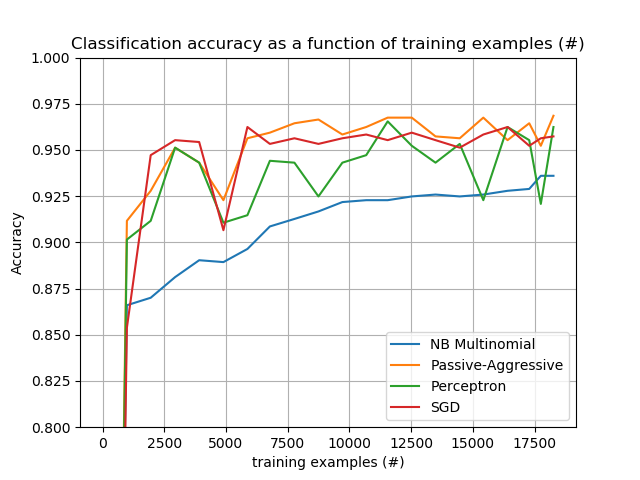 Classification accuracy as a function of training examples (#)
1.000
0.975
0.950
0.925
0.900
0.875
0.850
0.825
0.800
Accuracy
NB Multinomial
Passive-Aggressive
Perceptron
SGD
0 2500 5000 7500 10000 12500 15000 17500
training examples (#)